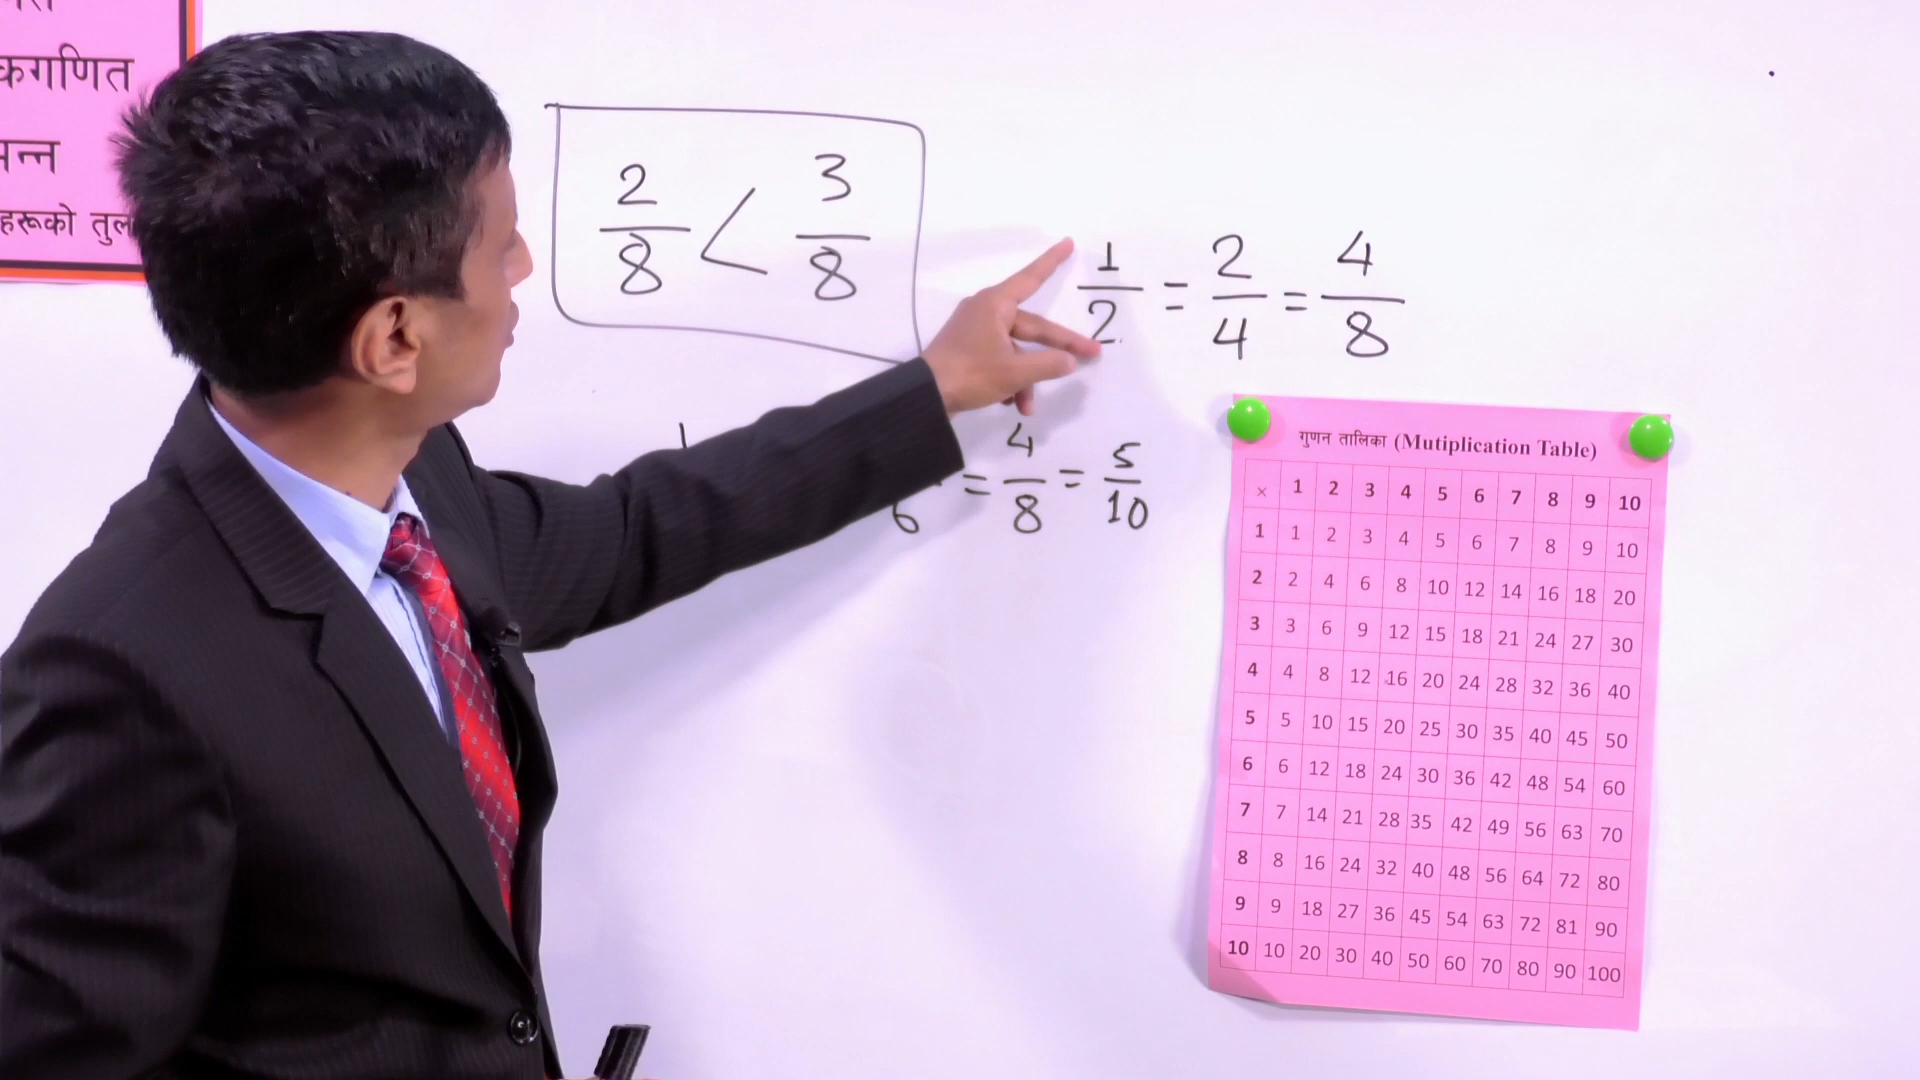 कगणित
हरूको तुल
2/8 < 3/8
1/2 = 2/4 = 4/8
1
6 = 4/8 = 5/10
गुणन तालिका (Mutiplication Table)
× 1 2 3 4 5 6 7 8 9 10
1 1 2 3 4 5 6 7 8 9 10
2 2 4 6 8 10 12 14 16 18 20
3 3 6 9 12 15 18 21 24 27 30
4 4 8 12 16 20 24 28 32 36 40
5 5 10 15 20 25 30 35 40 45 50
6 6 12 18 24 30 36 42 48 54 60
7 7 14 21 28 35 42 49 56 63 70
8 8 16 24 32 40 48 56 64 72 80
9 9 18 27 36 45 54 63 72 81 90
10 10 20 30 40 50 60 70 80 90 100